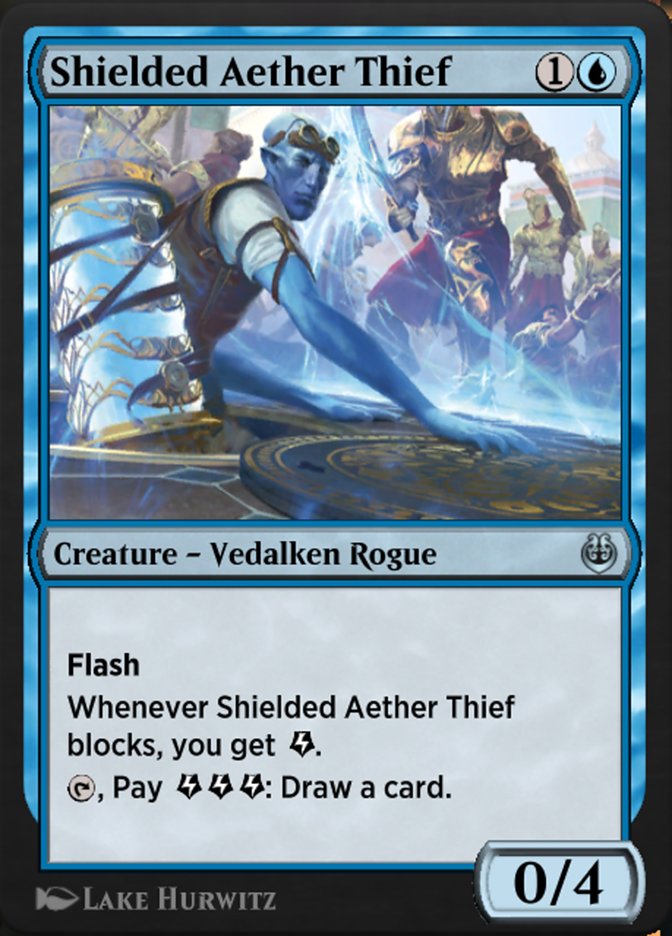 Shielded Aether Thief 1
Creature – Vedalken Rogue
Flash
Whenever Shielded Aether Thief
blocks, you get .
, Pay : Draw a card.
0/4
Lake Hurwitz